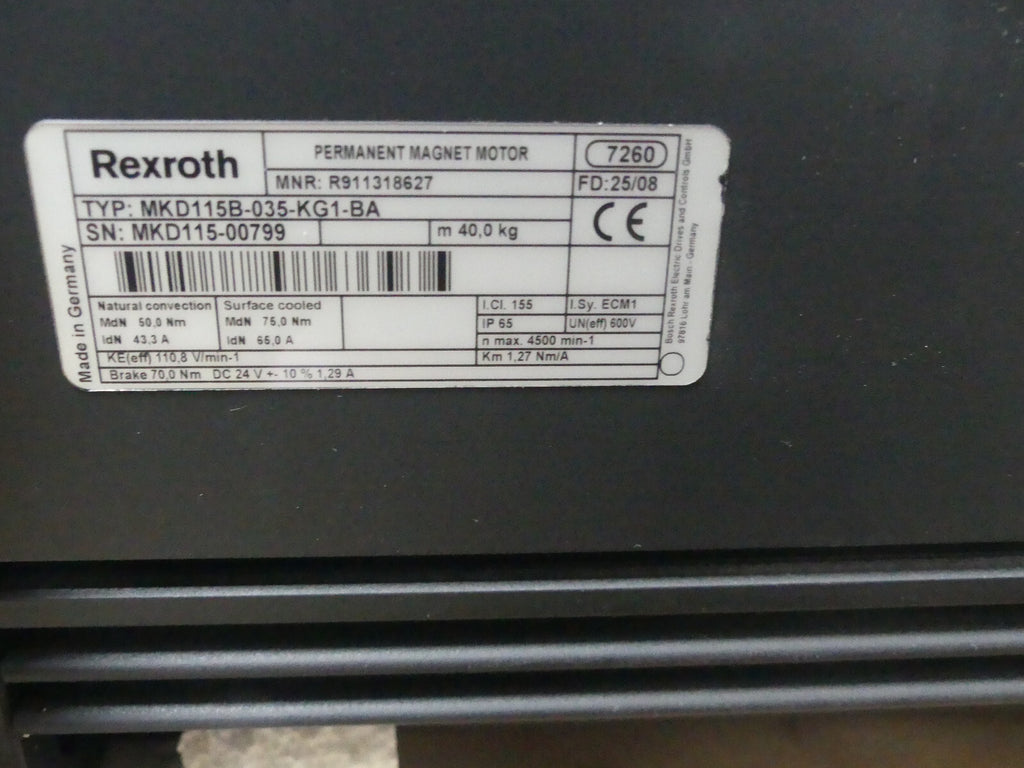 Rexroth
PERMANENT MAGNET MOTOR
7260
MNR: R911318627
FD:25/08
TYP: MKD115B-035-KG1-BA
SN: MKD115-00799
m 40,0 kg
CE
Natural convection
MdN 50,0 Nm
IdN 43,3 A
Surface cooled
MdN 75,0 Nm
IdN 65,0 A
I.Cl. 155
I.Sy. ECM1
IP 65
UN(eff) 600V
n max. 4500 min-1
KE(eff) 110,8 V/min-1
Km 1,27 Nm/A
Brake 70,0 Nm DC 24 V +- 10 % 1,29 A
Made in Germany
Bosch Rexroth Electric Drives and Controls GmbH
97816 Lohr am Main - Germany